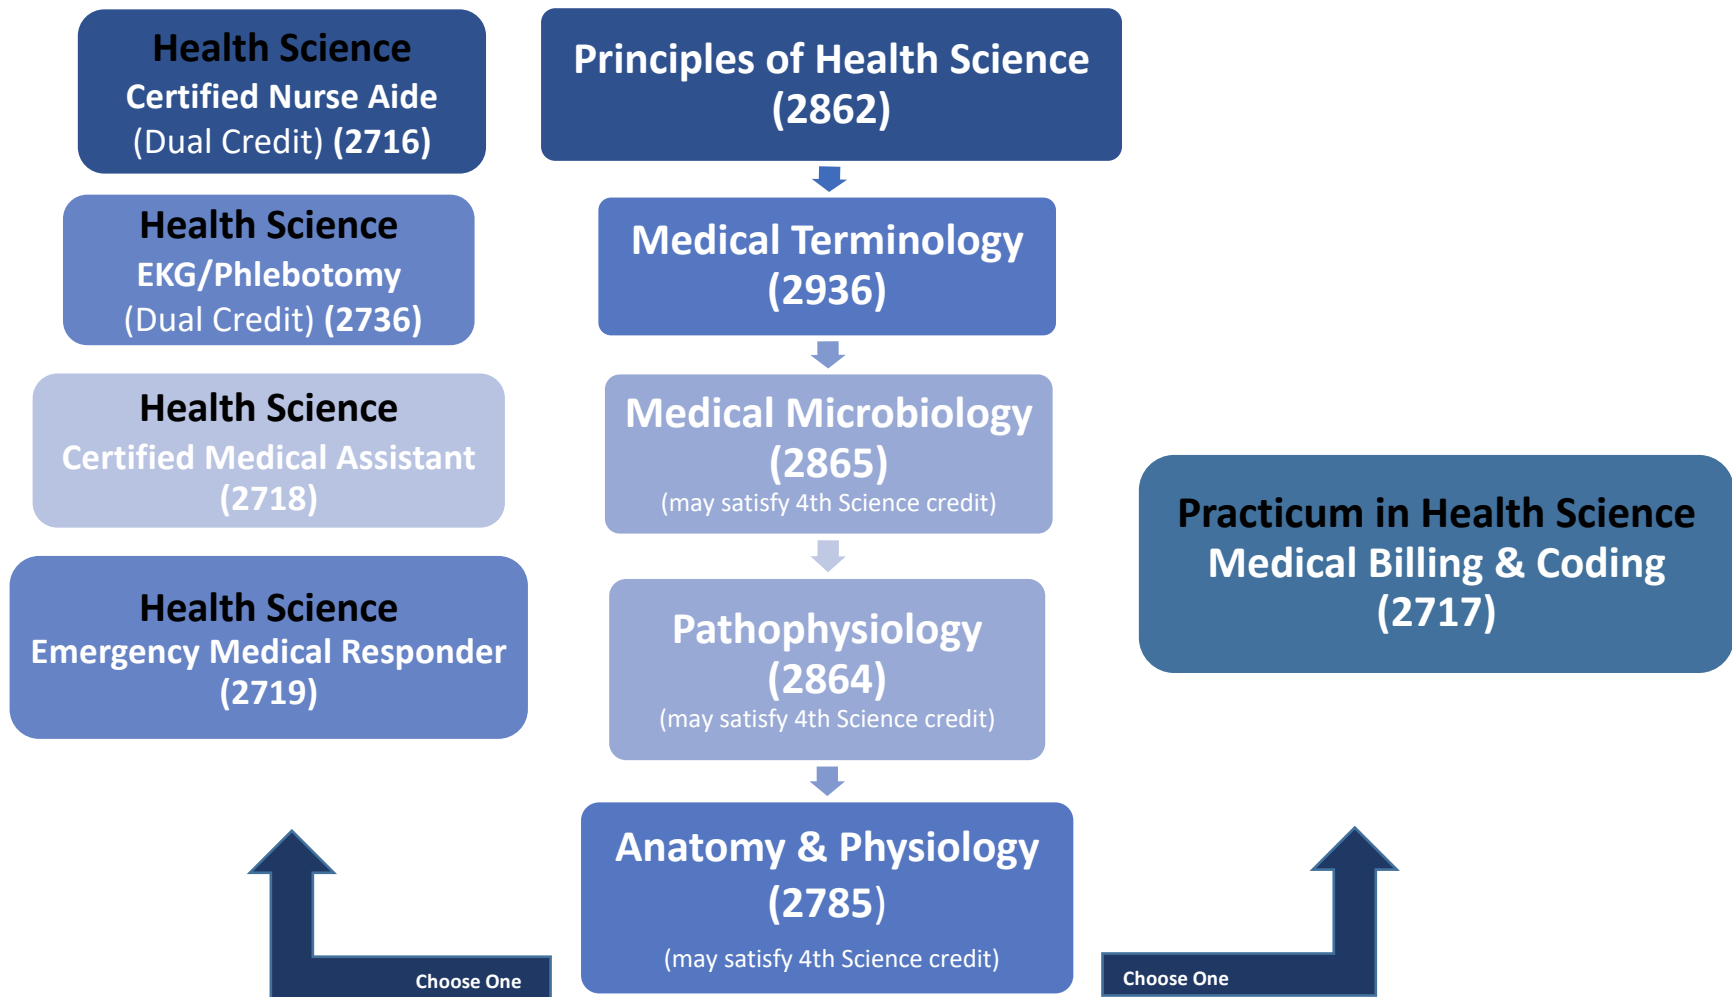 Health Science
Certified Nurse Aide
(Dual Credit) (2716)
Health Science
EKG/Phlebotomy
(Dual Credit) (2736)
Health Science
Certified Medical Assistant
(2718)
Health Science
Emergency Medical Responder
(2719)
Principles of Health Science
(2862)
Medical Terminology
(2936)
Medical Microbiology
(2865)
(may satisfy 4th Science credit)
Pathophysiology
(2864)
(may satisfy 4th Science credit)
Anatomy & Physiology
(2785)
(may satisfy 4th Science credit)
Practicum in Health Science
Medical Billing & Coding
(2717)
Choose One
Choose One